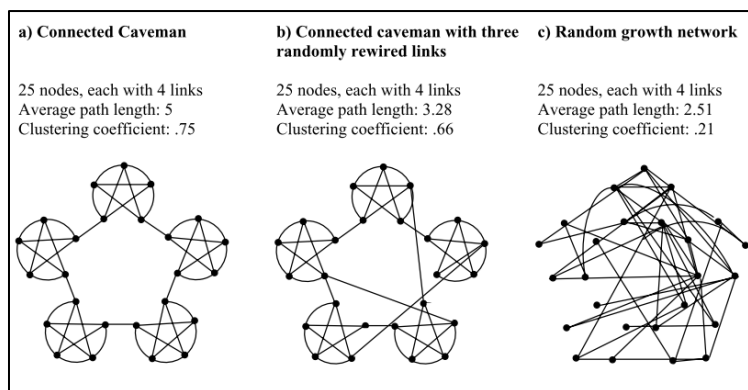 a) Connected Caveman
25 nodes, each with 4 links
Average path length: 5
Clustering coefficient: .75
b) Connected caveman with three
randomly rewired links
25 nodes, each with 4 links
Average path length: 3.28
Clustering coefficient: .66
c) Random growth network
25 nodes, each with 4 links
Average path length: 2.51
Clustering coefficient: .21